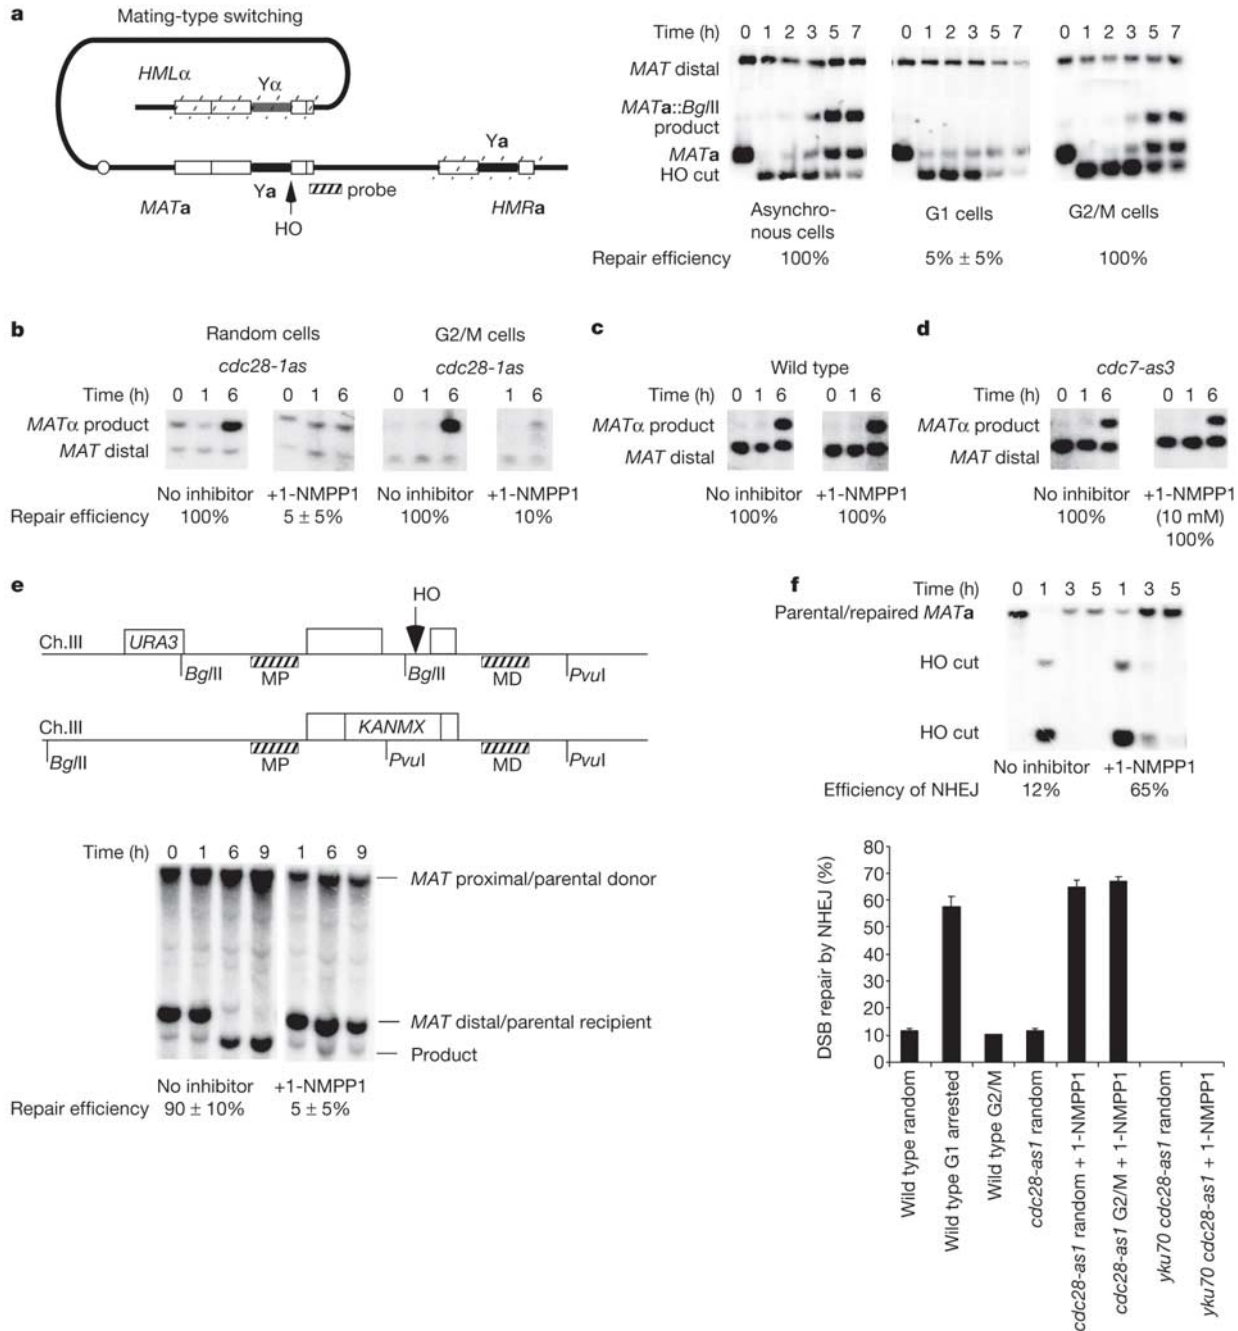 a
Mating-type switching
HMLα
Yα
Ya
Ya
probe
MATa
HO
HMRa
Time (h) 0 1 2 3 5 7 0 1 2 3 5 7 0 1 2 3 5 7
MAT distal
MATa::BglII
product
MATa
HO cut
Asynchro-
nous cells
G1 cells
G2/M cells
Repair efficiency 100% 5% ± 5% 100%
b
Random cells
G2/M cells
cdc28-1as
cdc28-1as
Time (h) 0 1 6 0 1 6 0 1 6 1 6
MATα product
MAT distal
No inhibitor +1-NMPP1 No inhibitor +1-NMPP1
Repair efficiency 100% 5 ± 5% 100% 10%
c
Wild type
Time (h) 0 1 6 0 1 6
MATα product
MAT distal
No inhibitor +1-NMPP1
100% 100%
d
cdc7-as3
Time (h) 0 1 6 0 1 6
MATα product
MAT distal
No inhibitor +1-NMPP1
100% (10 mM)
100%
e
HO
Ch.III
URA3
BglII
MP
BglII
MD
PvuI
Ch.III
KANMX
BglII
MP
PvuI
MD
PvuI
Time (h) 0 1 6 9 1 6 9
MAT proximal/parental donor
MAT distal/parental recipient
Product
No inhibitor +1-NMPP1
Repair efficiency 90 ± 10% 5 ± 5%
f
Time (h) 0 1 3 5 1 3 5
Parental/repaired MATa
HO cut
HO cut
No inhibitor +1-NMPP1
Efficiency of NHEJ 12% 65%
DSB repair by NHEJ (%)
80
70
60
50
40
30
20
10
0
Wild type random
Wild type G1 arrested
Wild type G2/M
cdc28-as1 random
cdc28-as1 random + 1-NMPP1
cdc28-as1 G2/M + 1-NMPP1
yku70 cdc28-as1 random
yku70 cdc28-as1 + 1-NMPP1